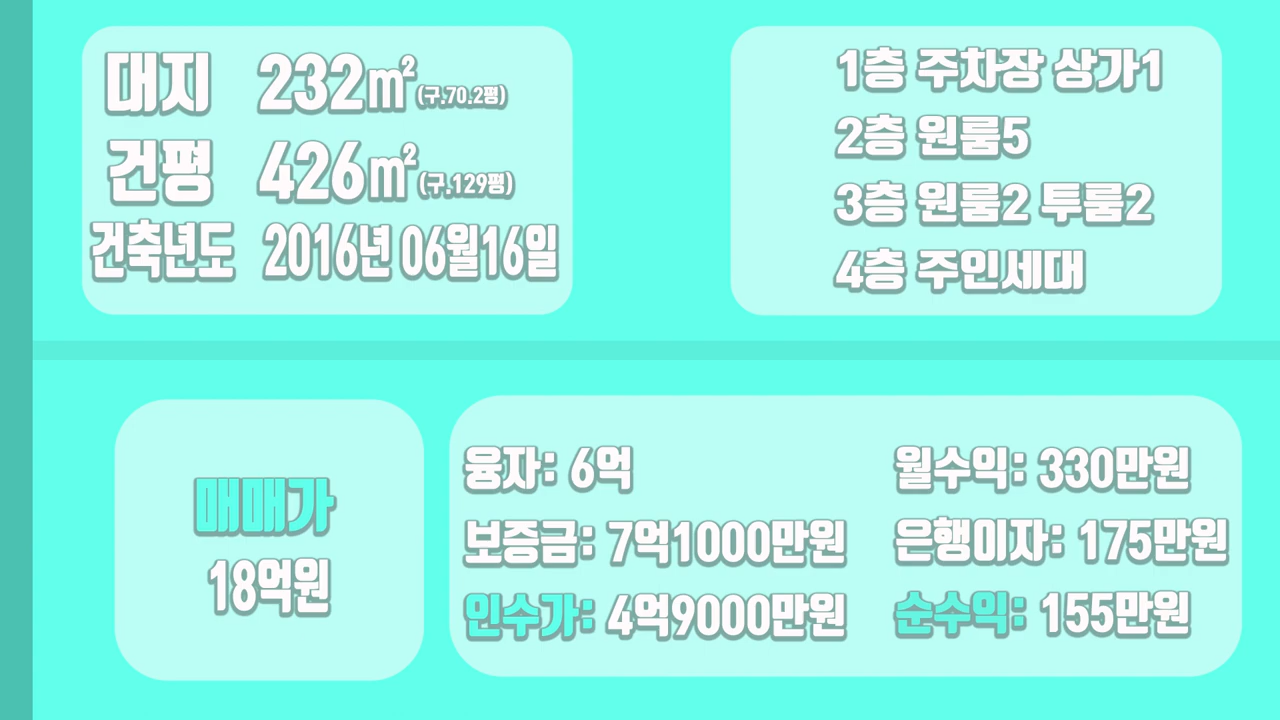 대지 232㎡(구.70.2평)
건평 426㎡(구.129평)
건축년도 2016년 06월16일
1층 주차장 상가1
2층 원룸5
3층 원룸2 투룸2
4층 주인세대
매매가
18억원
융자: 6억
보증금: 7억1000만원
인수가: 4억9000만원
월수익: 330만원
은행이자: 175만원
순수익: 155만원